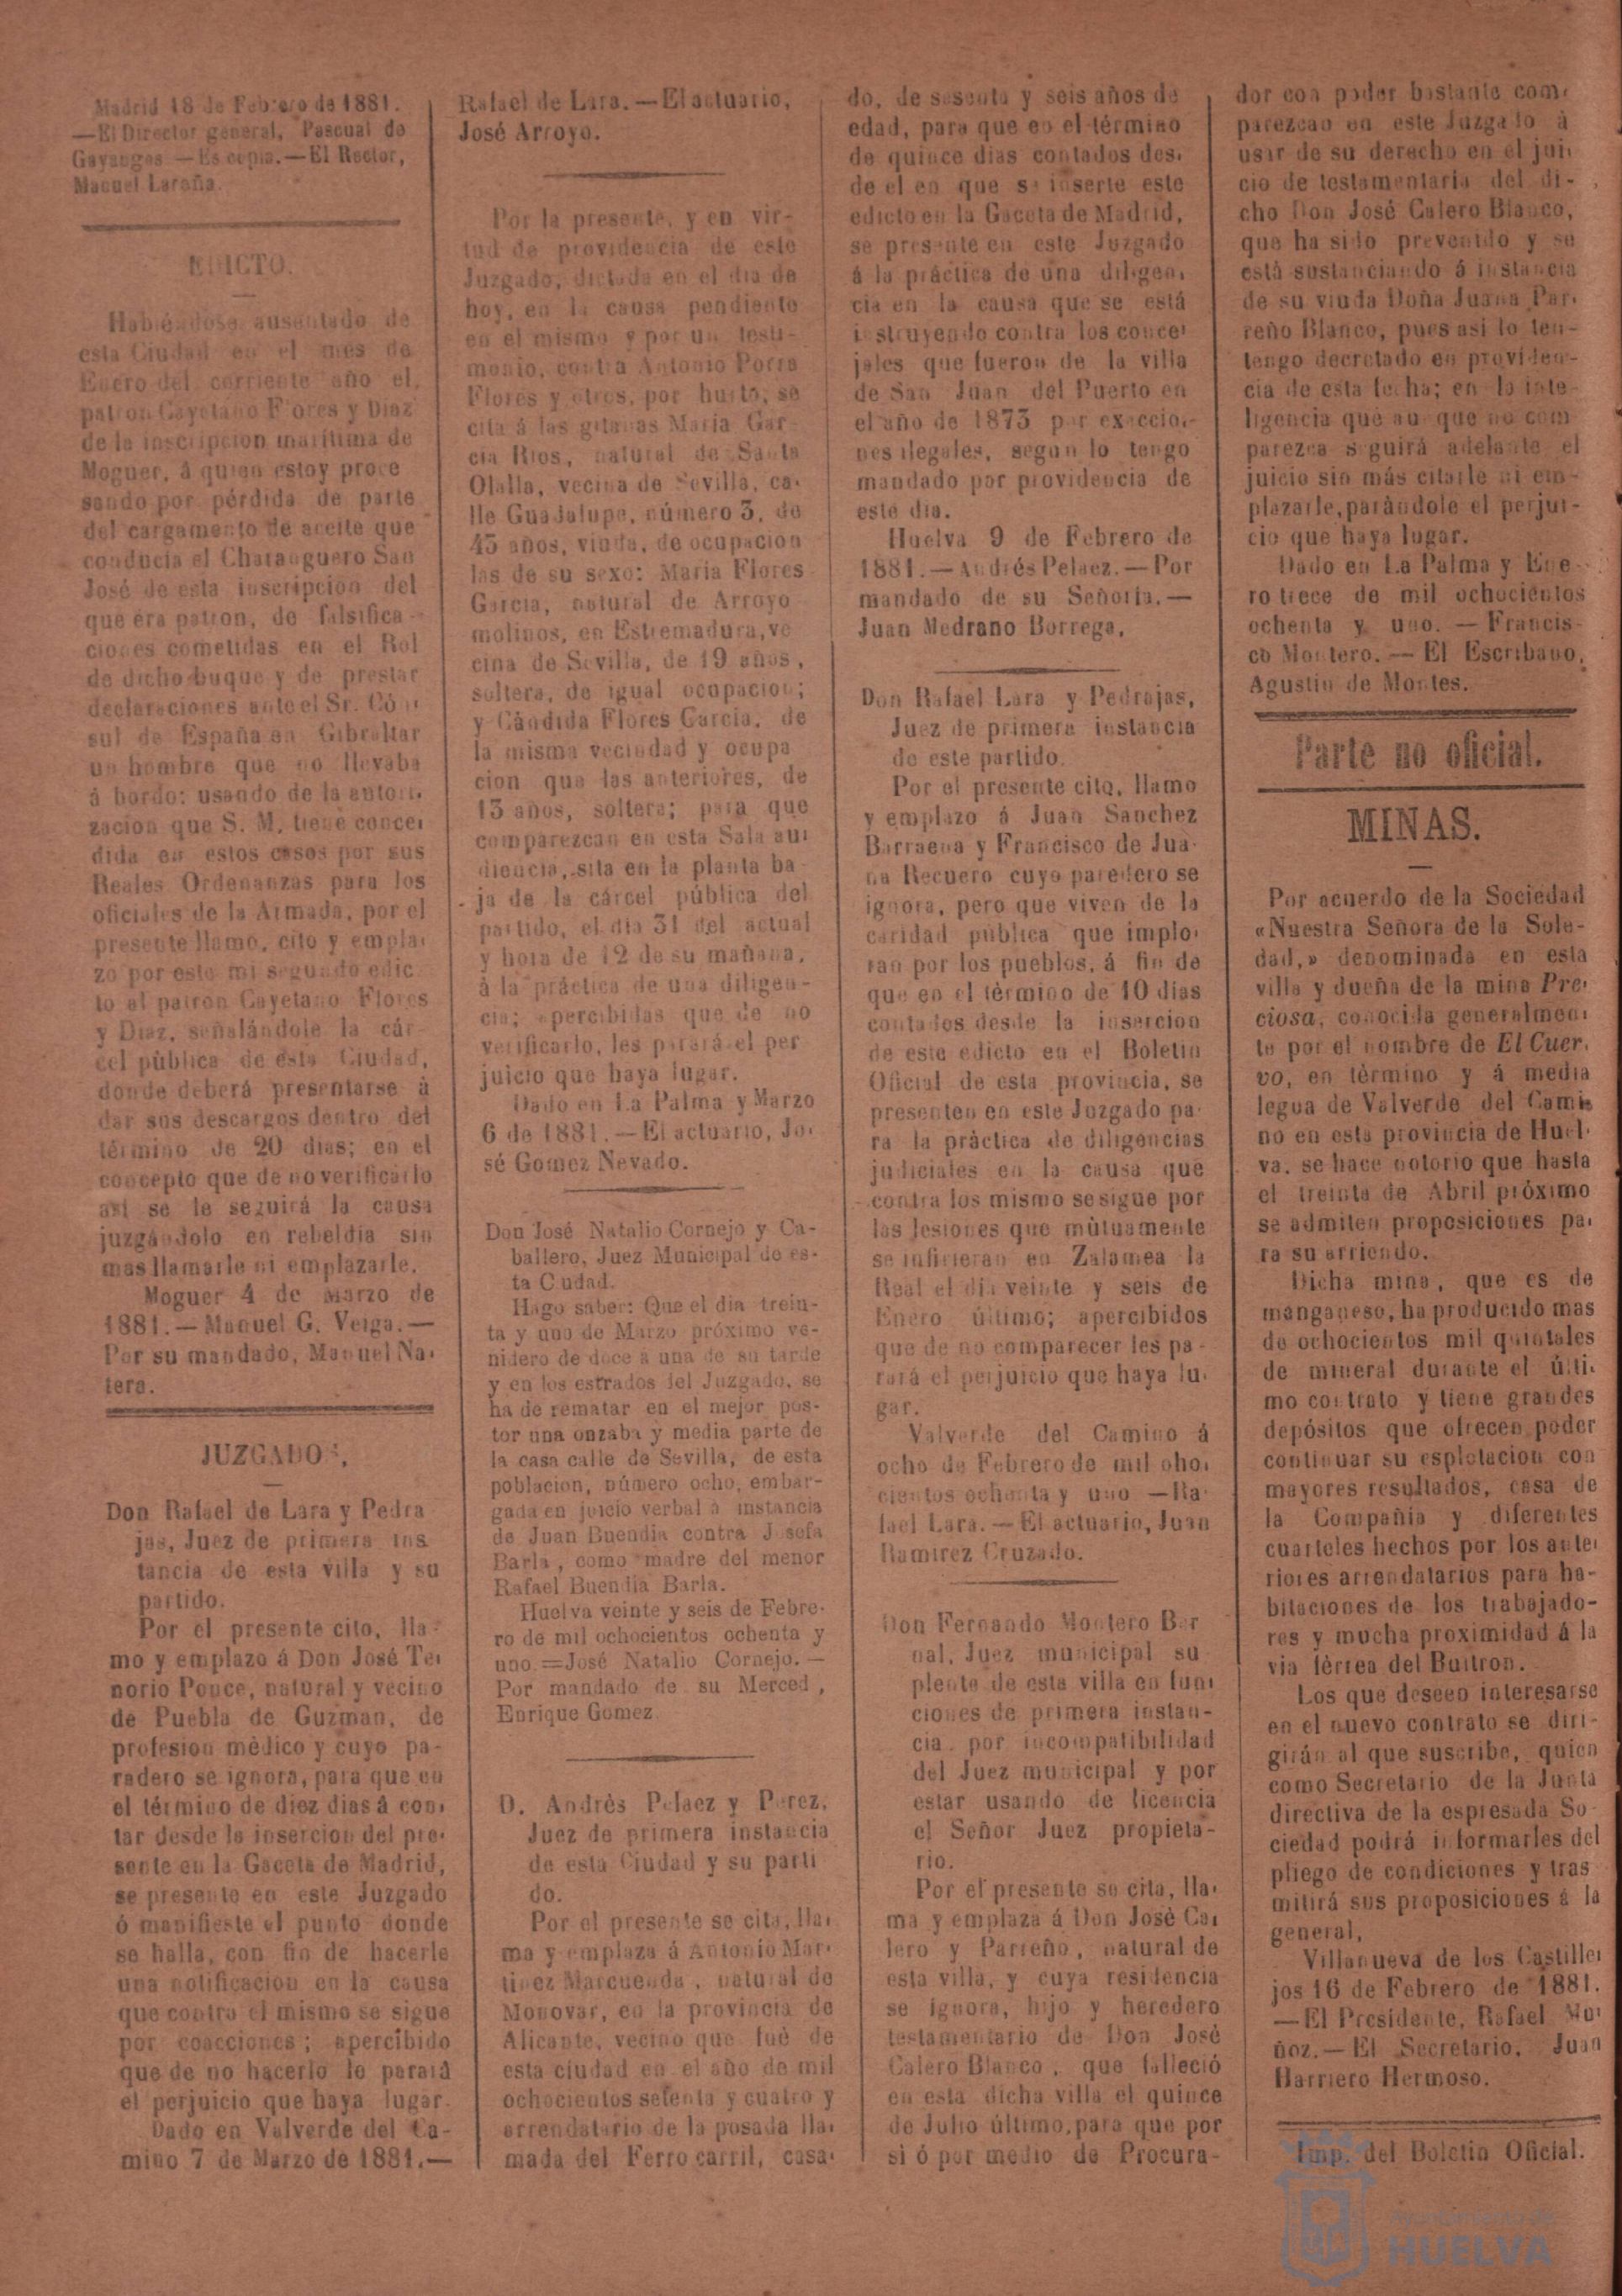 Madrid 18 de Febrero de 1881.
—El Director general, Pascual de
Gayangos —Es copia.—El Rector,
Manuel Laraña.
EDICTO.
Habiéndose ausentado de
esta Ciudad en el mes de
Enero del corriente año el
patron Cayetano Flores y Diaz
de la inscripcion marítima de
Moguer, á quien estoy proce
sando por pérdida de parte
del cargamento de aceite que
conducia el Charanguero San
José de esta inscripcion del
que éra patron, de falsifica-
ciones cometidas en el Rol
de dicho buque y de prestar
declaraciones ante el Sr. Cón
sul de España en Gibraltar
un hombre que no llevaba
á bordo: usando de la autori-
zacion que S. M. tiene conce-
dida en estos casos por sus
Reales Ordenanzas para los
oficiales de la Armada, por el
presente llamo, cito y empla-
zo por este mi segundo edic
to al patron Cayetano Flores
y Diaz, señalándole la cár-
cel pública de esta Ciudad,
donde deberá presentarse á
dar sus descargos dentro del
término de 20 dias; en el
concepto que de no verificarlo
asi se le seguirá la causa
juzgándolo en rebeldia sin
mas llamarle ni emplazarle.
Moguer 4 de Marzo de
1881.—Manuel G. Veiga.—
Por su mandado, Manuel Na-
tera.
JUZGADOS.
Don Rafael de Lara y Pedra
jas, Juez de primera ins
tancia de esta villa y su
partido.
Por el presente cito, lla-
mo y emplazo á Don José Te-
norio Ponce, natural y vecino
de Puebla de Guzman, de
profesion médico y cuyo pa-
radero se ignora, para que en
el término de diez dias á con-
tar desde la insercion del pre-
sente en la Gaceta de Madrid,
se presente en este Juzgado
ó manifieste el punto donde
se halla, con fin de hacerle
una notificacion en la causa
que contra el mismo se sigue
por coacciones; apercibido
que de no hacerlo le parará
el perjuicio que haya lugar.
Dado en Valverde del Ca-
mino 7 de Marzo de 1881.—
Rafael de Lara.—El actuario,
José Arroyo.
Por la presente, y en vir-
tud de providencia de este
Juzgado, dictada en el dia de
hoy, en la causa pendiente
en el mismo y por un testi-
monio, contra Antonio Porra
Flores y otros, por hurto, se
cita á las gitanas Maria Gar
cia Rios, natural de Santa
Olalla, vecina de Sevilla, ca-
lle Guadalupe, número 3, de
45 años, viuda, de ocupacion
las de su sexo: Maria Flores
Garcia, natural de Arroyo
molinos, en Estremadura, ve
cina de Sevilla, de 19 años,
soltera, de igual ocupacion;
y Cándida Flores Garcia, de
la misma vecindad y ocupa
cion que las anteriores, de
13 años, soltera; para que
comparezcan en esta Sala au-
diencia, sita en la planta ba-
ja de la cárcel pública del
partido, el dia 31 del actual
y hora de 12 de su mañana,
á la práctica de una diligen-
cia; apercibidas que de no
verificarlo, les parará el per
juicio que haya lugar.
Dado en La Palma y Marzo
6 de 1881.—El actuario, Jo-
sé Gomez Nevado.
Don José Natalio Cornejo y Ca-
ballero, Juez Municipal de es-
ta Ciudad.
Hago saber: Que el dia trein-
ta y uno de Marzo próximo ve-
nidero de doce á una de su tarde
y en los estrados del Juzgado, se
ha de rematar en el mejor pos-
tor una onzaba y media parte de
la casa calle de Sevilla, de esta
poblacion, número ocho, embar-
gada en juicio verbal á instancia
de Juan Buendia contra Josefa
Barla, como madre del menor
Rafael Buendia Barla.
Huelva veinte y seis de Febre-
ro de mil ochocientos ochenta y
uno.=José Natalio Cornejo.—
Por mandado de su Merced,
Enrique Gomez.
D. Andrés Pelaez y Perez,
Juez de primera instancia
de esta Ciudad y su parti
do.
Por el presente se cita, lla-
ma y emplaza á Antonio Mar-
tinez Marcuenda, natural de
Monovar, en la provincia de
Alicante, vecino que fué de
esta ciudad en el año de mil
ochocientos setenta y cuatro y
arrendatario de la posada lla-
mada del Ferro carril, casa-
do, de sesenta y seis años de
edad, para que en el término
de quince dias contados des-
de el en que se inserte este
edicto en la Gaceta de Madrid,
se presente en este Juzgado
á la práctica de una diligen-
cia en la causa que se está
instruyendo contra los conce-
jales que fueron de la villa
de San Juan del Puerto en
el año de 1873 por exaccio-
nes ilegales, segun lo tengo
mandado por providencia de
este dia.
Huelva 9 de Febrero de
1881.—Andrés Pelaez.—Por
mandado de su Señoria.—
Juan Medrano Borrega,
Don Rafael Lara y Pedrajas,
Juez de primera instancia
de este partido.
Por el presente cito, llamo
y emplazo á Juan Sanchez
Barraena y Francisco de Jua-
na Recuero cuyo paradero se
ignora, pero que viven de la
caridad pública que implo-
ran por los pueblos, á fin de
que en el término de 10 dias
contados desde la insercion
de este edicto en el Boletin
Oficial de esta provincia, se
presenten en este Juzgado pa-
ra la práctica de diligencias
judiciales en la causa que
contra los mismo se sigue por
las lesiones que mútuamente
se infirieran en Zalamea la
Real el dia veinte y seis de
Enero último; apercibidos
que de no comparecer les pa-
rará el perjuicio que haya lu-
gar.
Valverde del Camino á
ocho de Febrero de mil oho-
cientos ochenta y uno —Ra-
fael Lara.—El actuario, Juan
Ramirez Cruzado.
Don Fernando Montero Ber
nal, Juez municipal su
plente de esta villa en fun-
ciones de primera instan-
cia por incompatibilidad
del Juez municipal y por
estar usando de licencia
el Señor Juez propieta-
rio.
Por el presente se cita, lla-
ma y emplaza á Don José Ca-
lero y Parreño, natural de
esta villa, y cuya residencia
se ignora, hijo y heredero
testamentario de Don José
Calero Blanco, que falleció
en esta dicha villa el quince
de Julio último, para que por
si ó por medio de Procura-
dor con poder bastante com-
parezcan en este Juzgado á
usar de su derecho en el jui-
cio de testamentaria del di-
cho Don José Calero Blanco,
que ha sido prevenido y se
está sustanciando á instancia
de su viuda Doña Juana Par-
reño Blanco, pues asi lo ten-
tengo decretado en providen-
cia de esta fecha; en la inte-
ligencia que aunque no com
parezca seguirá adelante el
juicio sin más citarle ni em-
plazarle, parándole el perjui-
cio que haya lugar.
Dado en La Palma y Ene-
ro trece de mil ochocientos
ochenta y uno.—Francis-
co Montero.—El Escribano,
Agustin de Montes.
Parte no oficial.
MINAS.
Por acuerdo de la Sociedad
«Nuestra Señora de la Sole-
dad,» denominada en esta
villa y dueña de la mina Pre-
ciosa, conocida generalmen-
te por el nombre de El Cuer-
vo, en término y á media
legua de Valverde del Cami-
no en esta provincia de Huel-
va, se hace notorio que hasta
el treinta de Abril próximo
se admiten proposiciones pa-
ra su arriendo.
Dicha mina, que es de
manganeso, ha producido mas
de ochocientos mil quintales
de mineral durante el últi-
mo contrato y tiene grandes
depósitos que ofrecen poder
continuar su esplotacion con
mayores resultados, casa de
la Compañia y diferentes
cuarteles hechos por los ante-
riores arrendatarios para ha-
bitaciones de los trabajado-
res y mucha proximidad á la
via férrea del Buitron.
Los que deseen interesarse
en el nuevo contrato se diri-
girán al que suscribe, quien
como Secretario de la Junta
directiva de la espresada So-
ciedad podrá informarles del
pliego de condiciones y tras
mitirá sus proposiciones á la
general,
Villanueva de los Castille-
jos 16 de Febrero de 1881.
—El Presidente, Rafael Mu-
ñoz.—El Secretario, Juan
Barriero Hermoso.
Imp. del Boletin Oficial.
Ayuntamiento de
HUELVA